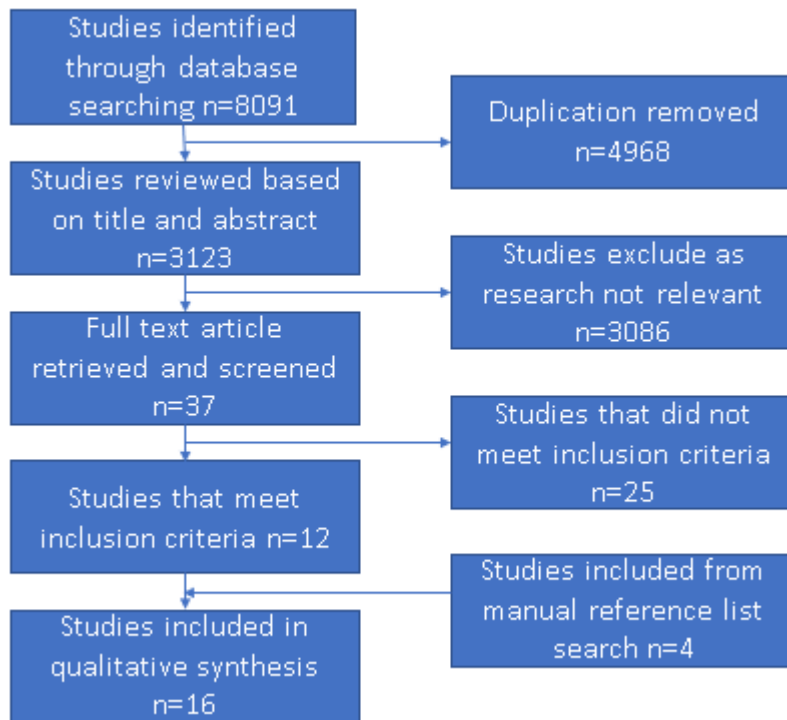 Studies identified
through database
searching n=8091
Duplication removed
n=4968
Studies reviewed based
on title and abstract
n=3123
Studies exclude as
research not relevant
n=3086
Full text article
retrieved and screened
n=37
Studies that did not
meet inclusion criteria
n=25
Studies that meet
inclusion criteria n=12
Studies included from
manual reference list
search n=4
Studies included in
qualitative synthesis
n=16